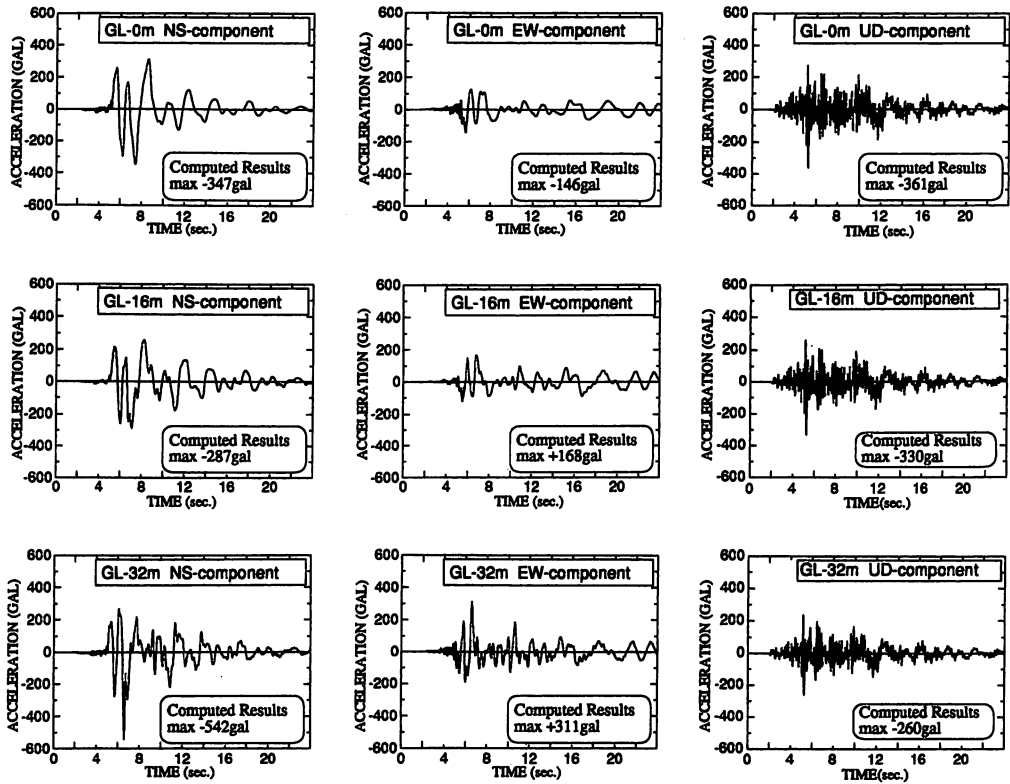 GL-0m NS-component
ACCELERATION (GAL)
600
400
200
0
-200
-400
-600
Computed Results
max -347gal
0 4 8 12 16 20
TIME (sec.)
GL-0m EW-component
ACCELERATION (GAL)
600
400
200
0
-200
-400
-600
Computed Results
max -146gal
0 4 8 12 16 20
TIME (sec.)
GL-0m UD-component
ACCELERATION (GAL)
600
400
200
0
-200
-400
-600
Computed Results
max -361gal
0 4 8 12 16 20
TIME (sec.)
GL-16m NS-component
ACCELERATION (GAL)
600
400
200
0
-200
-400
-600
Computed Results
max -287gal
0 4 8 12 16 20
TIME (sec.)
GL-16m EW-component
ACCELERATION (GAL)
600
400
200
0
-200
-400
-600
Computed Results
max +168gal
0 4 8 12 16 20
TIME (sec.)
GL-16m UD-component
ACCELERATION (GAL)
600
400
200
0
-200
-400
-600
Computed Results
max -330gal
0 4 8 12 16 20
TIME(sec.)
GL-32m NS-component
ACCELERATION (GAL)
600
400
200
0
-200
-400
-600
Computed Results
max -542gal
0 4 8 12 16 20
TIME (sec.)
GL-32m EW-component
ACCELERATION (GAL)
600
400
200
0
-200
-400
-600
Computed Results
max +311gal
0 4 8 12 16 20
TIME (sec.)
GL-32m UD-component
ACCELERATION (GAL)
600
400
200
0
-200
-400
-600
Computed Results
max -260gal
0 4 8 12 16 20
TIME (sec.)